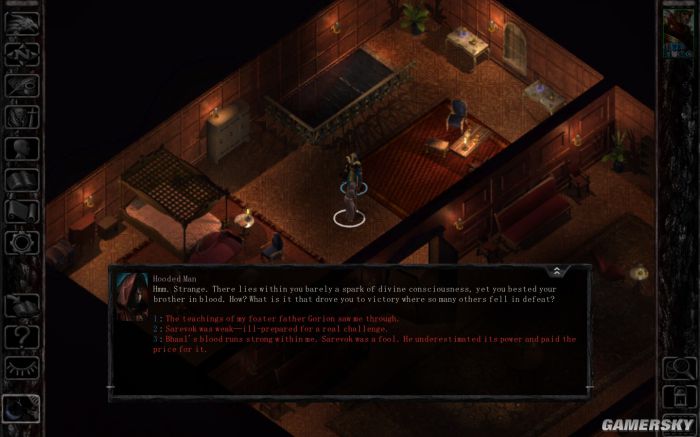 Hooded Man
Hmm. Strange. There lies within you barely a spark of divine consciousness, yet you bested your
brother in blood. How? What is it that drove you to victory where so many others fell in defeat?
1: The teachings of my foster father Gorion saw me through.
2: Sarevok was weak—ill-prepared for a real challenge.
3: Bhaal's blood runs strong within me. Sarevok was a fool. He underestimated its power and paid the
price for it.
GAMERSKY